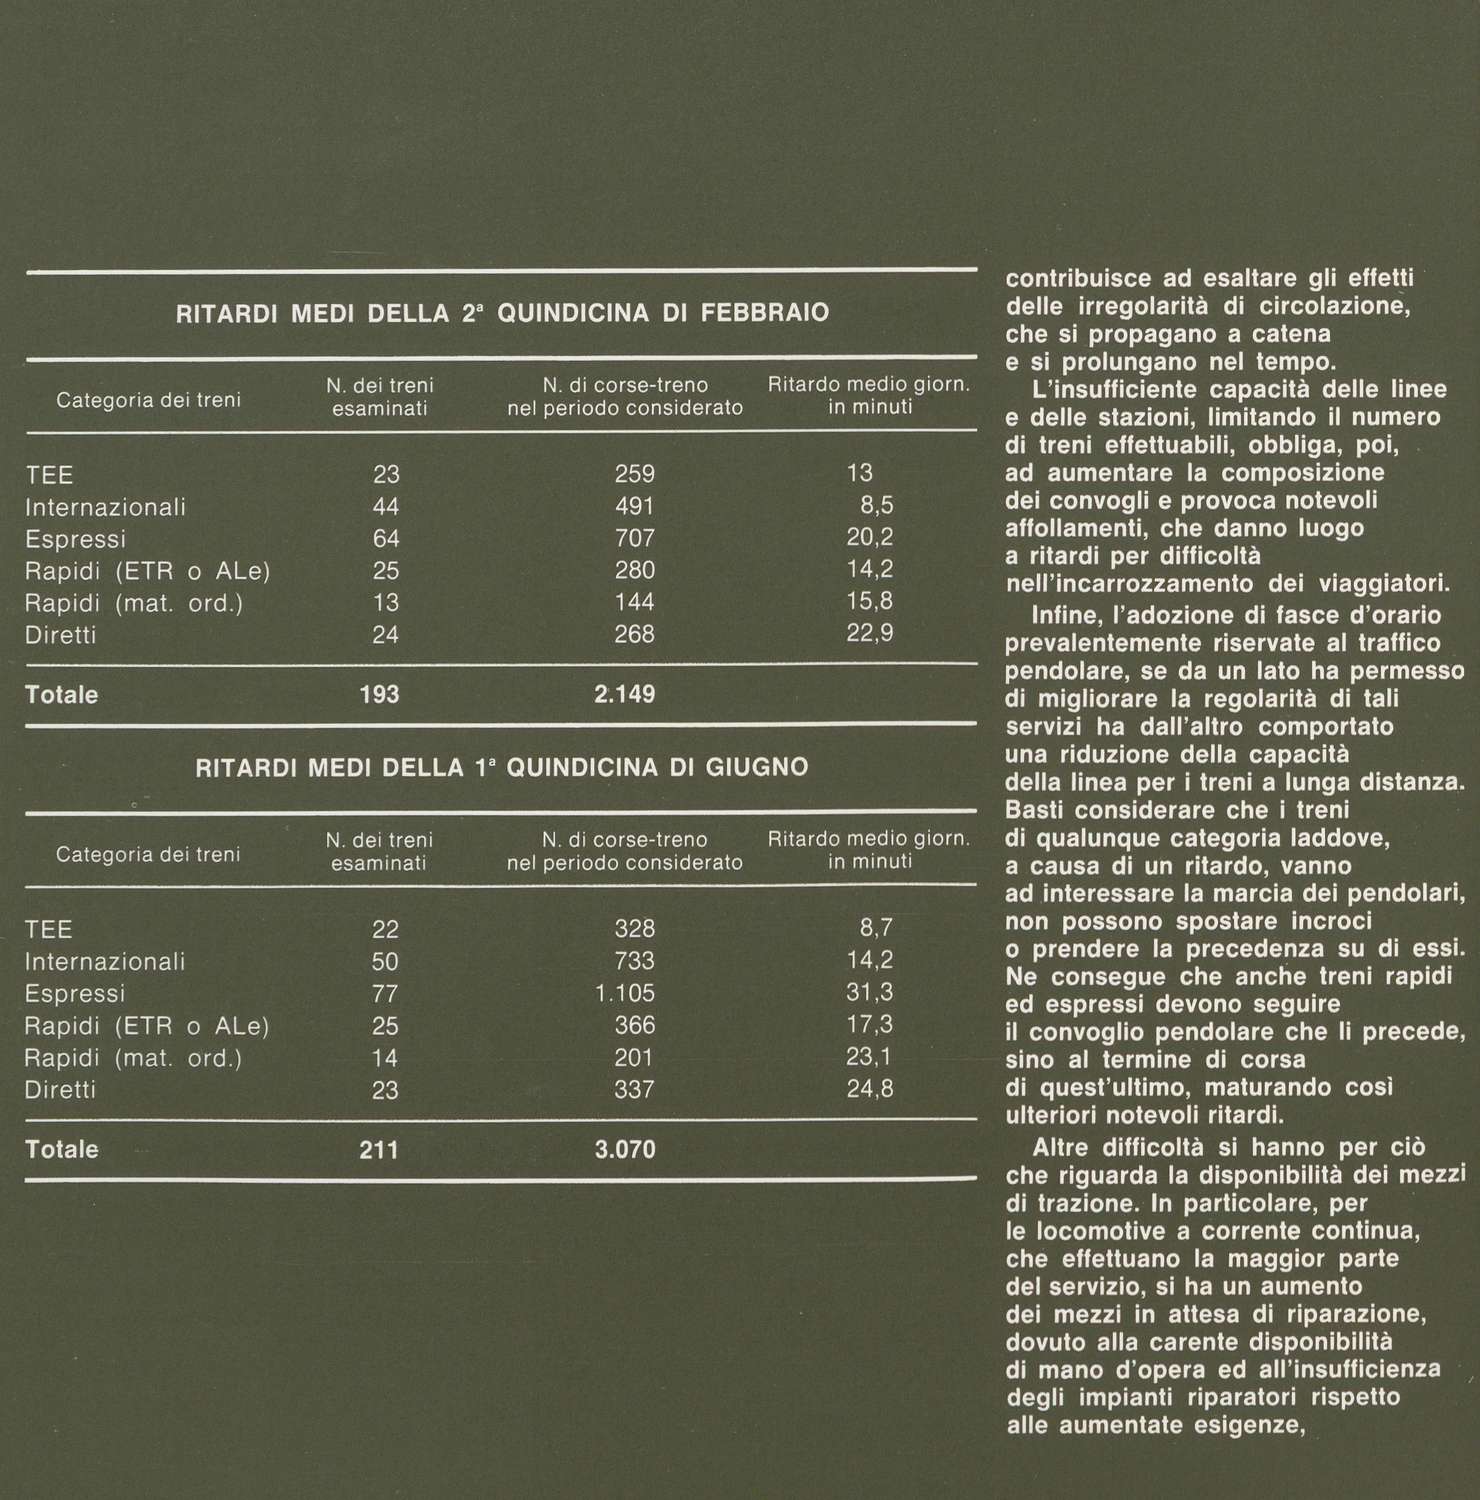 RITARDI MEDI DELLA 2ª QUINDICINA DI FEBBRAIO
Categoria dei treni N. dei treni esaminati N. di corse-treno nel periodo considerato Ritardo medio giorn. in minuti
TEE 23 259 13
Internazionali 44 491 8,5
Espressi 64 707 20,2
Rapidi (ETR o ALe) 25 280 14,2
Rapidi (mat. ord.) 13 144 15,8
Diretti 24 268 22,9
Totale 193 2.149
RITARDI MEDI DELLA 1ª QUINDICINA DI GIUGNO
Categoria dei treni N. dei treni esaminati N. di corse-treno nel periodo considerato Ritardo medio giorn. in minuti
TEE 22 328 8,7
Internazionali 50 733 14,2
Espressi 77 1.105 31,3
Rapidi (ETR o ALe) 25 366 17,3
Rapidi (mat. ord.) 14 201 23,1
Diretti 23 337 24,8
Totale 211 3.070
contribuisce ad esaltare gli effetti
delle irregolarità di circolazione,
che si propagano a catena
e si prolungano nel tempo.
L'insufficiente capacità delle linee
e delle stazioni, limitando il numero
di treni effettuabili, obbliga, poi,
ad aumentare la composizione
dei convogli e provoca notevoli
affollamenti, che danno luogo
a ritardi per difficoltà
nell'incarrozzamento dei viaggiatori.
Infine, l'adozione di fasce d'orario
prevalentemente riservate al traffico
pendolare, se da un lato ha permesso
di migliorare la regolarità di tali
servizi ha dall'altro comportato
una riduzione della capacità
della linea per i treni a lunga distanza.
Basti considerare che i treni
di qualunque categoria laddove,
a causa di un ritardo, vanno
ad interessare la marcia dei pendolari,
non possono spostare incroci
o prendere la precedenza su di essi.
Ne consegue che anche treni rapidi
ed espressi devono seguire
il convoglio pendolare che li precede,
sino al termine di corsa
di quest'ultimo, maturando così
ulteriori notevoli ritardi.
Altre difficoltà si hanno per ciò
che riguarda la disponibilità dei mezzi
di trazione. In particolare, per
le locomotive a corrente continua,
che effettuano la maggior parte
del servizio, si ha un aumento
dei mezzi in attesa di riparazione,
dovuto alla carente disponibilità
di mano d'opera ed all'insufficienza
degli impianti riparatori rispetto
alle aumentate esigenze,